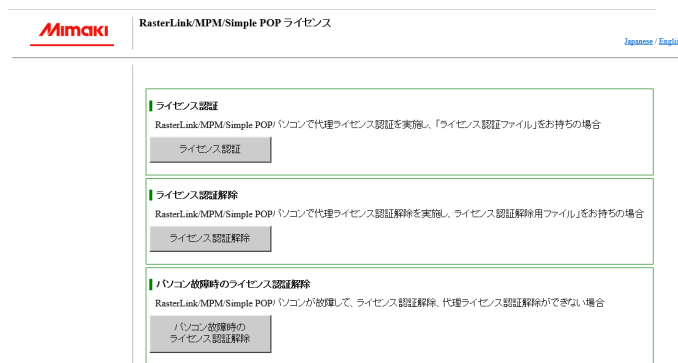 Mimaki
RasterLink/MPM/Simple POP ライセンス
Japanese / Englis
ライセンス認証
RasterLink/MPM/Simple POPパソコンで代理ライセンス認証を実施し、「ライセンス認証ファイル」をお持ちの場合
ライセンス認証
ライセンス認証解除
RasterLink/MPM/Simple POPパソコンで代理ライセンス認証解除を実施し、ライセンス認証解除用ファイル」をお持ちの場合
ライセンス認証解除
パソコン故障時のライセンス認証解除
RasterLink/MPM/Simple POPパソコンが故障して、ライセンス認証解除、代理ライセンス認証解除ができない場合
パソコン故障時の
ライセンス認証解除